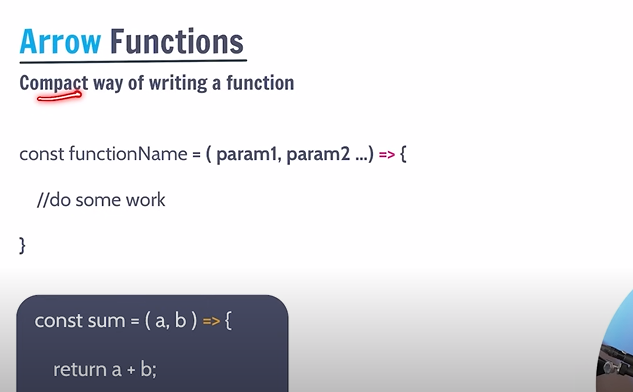 Arrow Functions
Compact way of writing a function
const functionName = ( param1, param2 ...) => {
//do some work
}
const sum = ( a, b ) => {
return a + b;